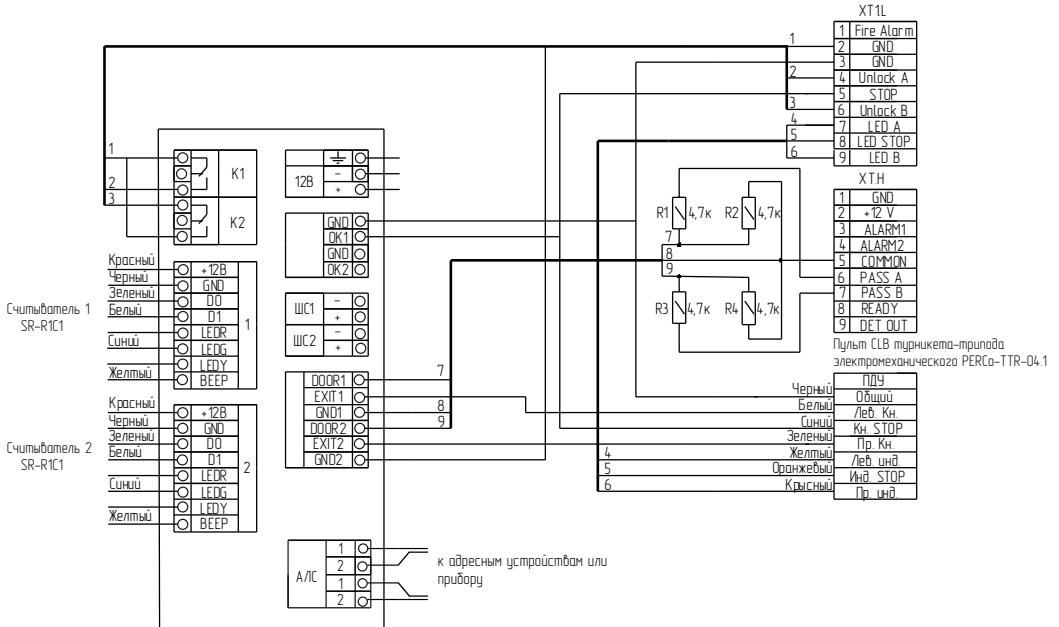 XT1L
1 Fire Alarm
2 GND
3 GND
4 Unlock A
5 STOP
6 Unlock B
7 LED A
8 LED STOP
9 LED B
1
2
3
4
5
6
XT.H
1 GND
2 +12 V
3 ALARM1
4 ALARM2
5 COMMON
6 PASS A
7 PASS B
8 READY
9 DET OUT
Пульт CLB турникета-трипода
электромеханического PERCo-TTR-04.1
R1 4,7к R2 4,7к
7
8
9
R3 4,7к R4 4,7к
1
2
3
K1
K2
12В
-
+
GND
OK1
GND
OK2
ШС1 -
+
ШС2 -
+
Считыватель 1
SR-R1C1
Красный +12В
Черный GND
Зеленый D0
Белый D1
LEDR
Синий LEDG
LEDY
Желтый BEEP
1
Считыватель 2
SR-R1C1
Красный +12В
Черный GND
Зеленый D0
Белый D1
LEDR
Синий LEDG
LEDY
Желтый BEEP
2
DOOR1 7
EXIT1
GND1 8
DOOR2 9
EXIT2
GND2
ПДУ
Черный Общий
Белый Лев. Кн.
Синий Кн. STOP
Зеленый Пр. Кн.
4 Желтый Лев. инд.
5 Оранжевый Инд. STOP
6 Крысный Пр. инд.
АЛС
1
2
1
2
к адресным устройствам или
прибору